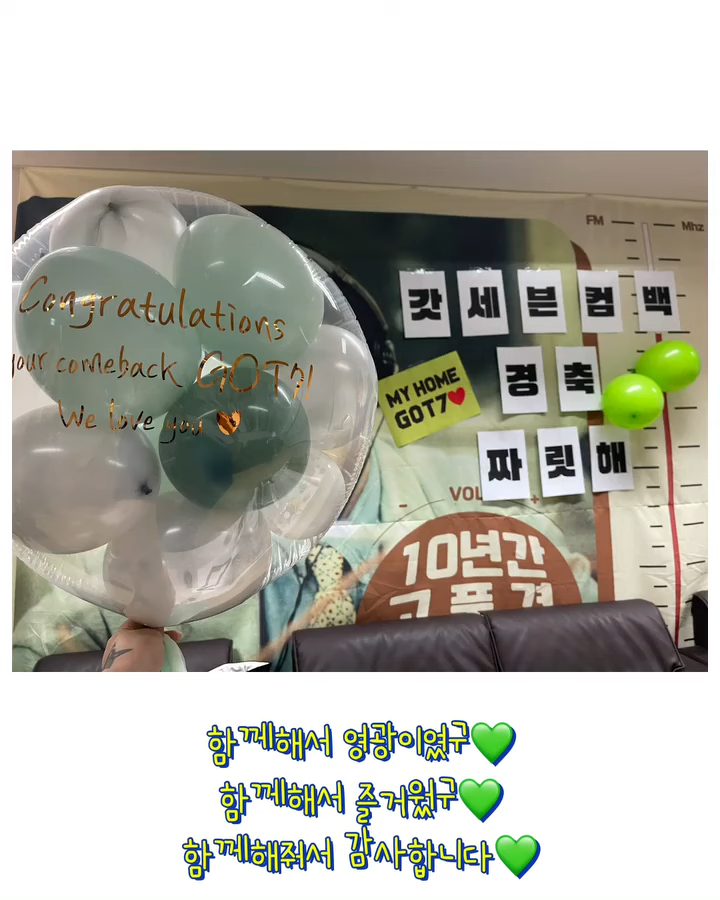 Congratulations
your comeback GOT7!
We love you
FM
Mhz
갓세븐컴백
경축
짜릿해
MY HOME
GOT7
VOL
- +
10년간
함께해서 영광이었구💚
함께해서 즐거웠구💚
함께해줘서 감사합니다💚